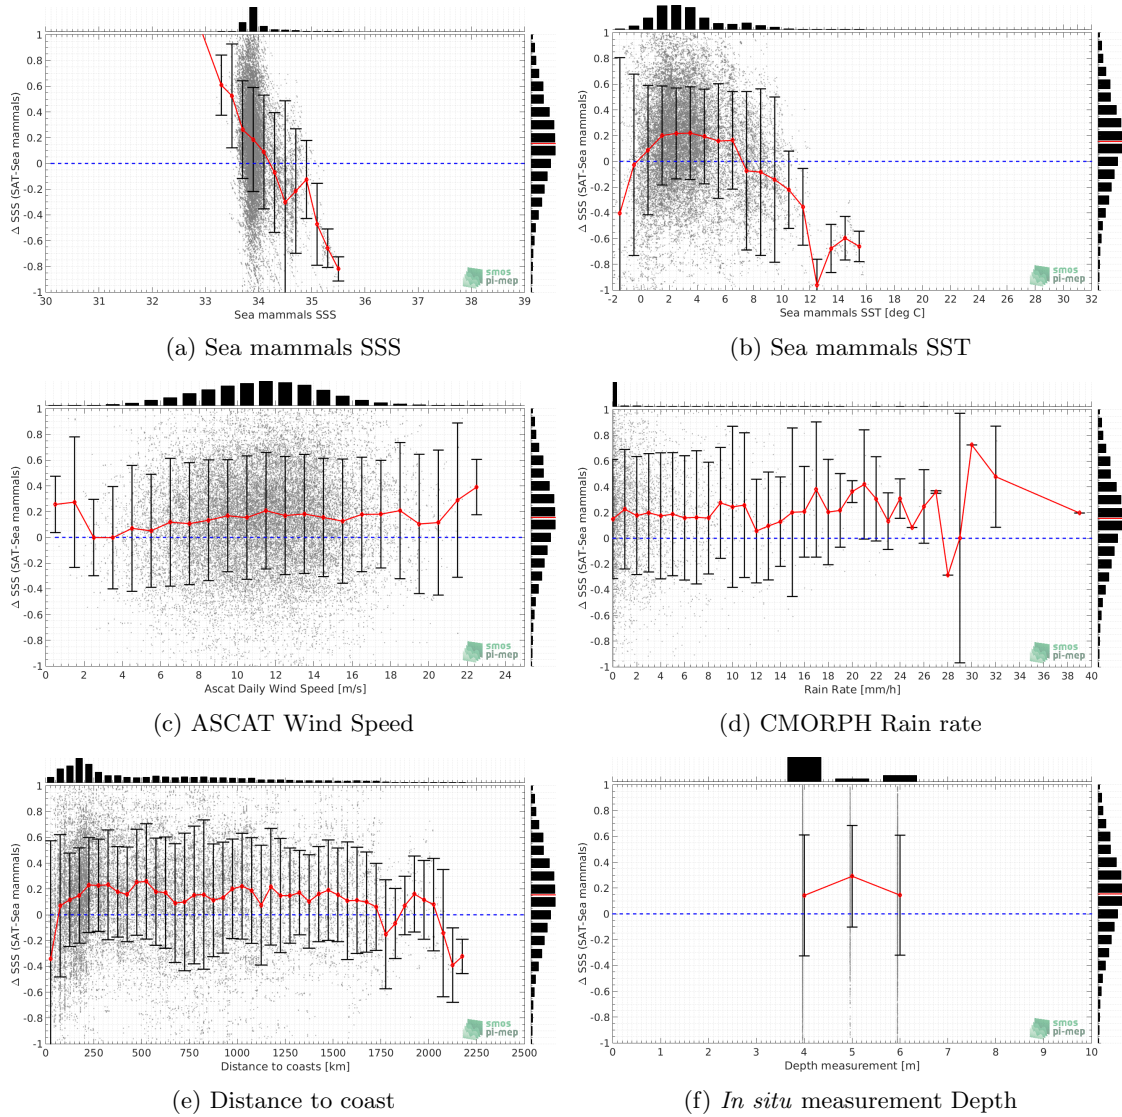 1
0.8
0.6
0.4
0.2
0
-0.2
-0.4
-0.6
-0.8
-1
Δ SSS (SAT-Sea mammals)
30 31 32 33 34 35 36 37 38 39
Sea mammals SSS
smos
pi-mep
(a) Sea mammals SSS
1
0.8
0.6
0.4
0.2
0
-0.2
-0.4
-0.6
-0.8
-1
Δ SSS (SAT-Sea mammals)
-2 0 2 4 6 8 10 12 14 16 18 20 22 24 26 28 30 32
Sea mammals SST [deg C]
smos
pi-mep
(b) Sea mammals SST
1
0.8
0.6
0.4
0.2
0
-0.2
-0.4
-0.6
-0.8
-1
Δ SSS (SAT-Sea mammals)
0 2 4 6 8 10 12 14 16 18 20 22 24
Ascat Daily Wind Speed [m/s]
smos
pi-mep
(c) ASCAT Wind Speed
1
0.8
0.6
0.4
0.2
0
-0.2
-0.4
-0.6
-0.8
-1
Δ SSS (SAT-Sea mammals)
0 2 4 6 8 10 12 14 16 18 20 22 24 26 28 30 32 34 36 38 40
Rain Rate [mm/h]
smos
pi-mep
(d) CMORPH Rain rate
1
0.8
0.6
0.4
0.2
0
-0.2
-0.4
-0.6
-0.8
-1
Δ SSS (SAT-Sea mammals)
0 250 500 750 1000 1250 1500 1750 2000 2250 2500
Distance to coasts [km]
smos
pi-mep
(e) Distance to coast
1
0.8
0.6
0.4
0.2
0
-0.2
-0.4
-0.6
-0.8
-1
Δ SSS (SAT-Sea mammals)
0 1 2 3 4 5 6 7 8 9 10
Depth measurement [m]
smos
pi-mep
(f) In situ measurement Depth